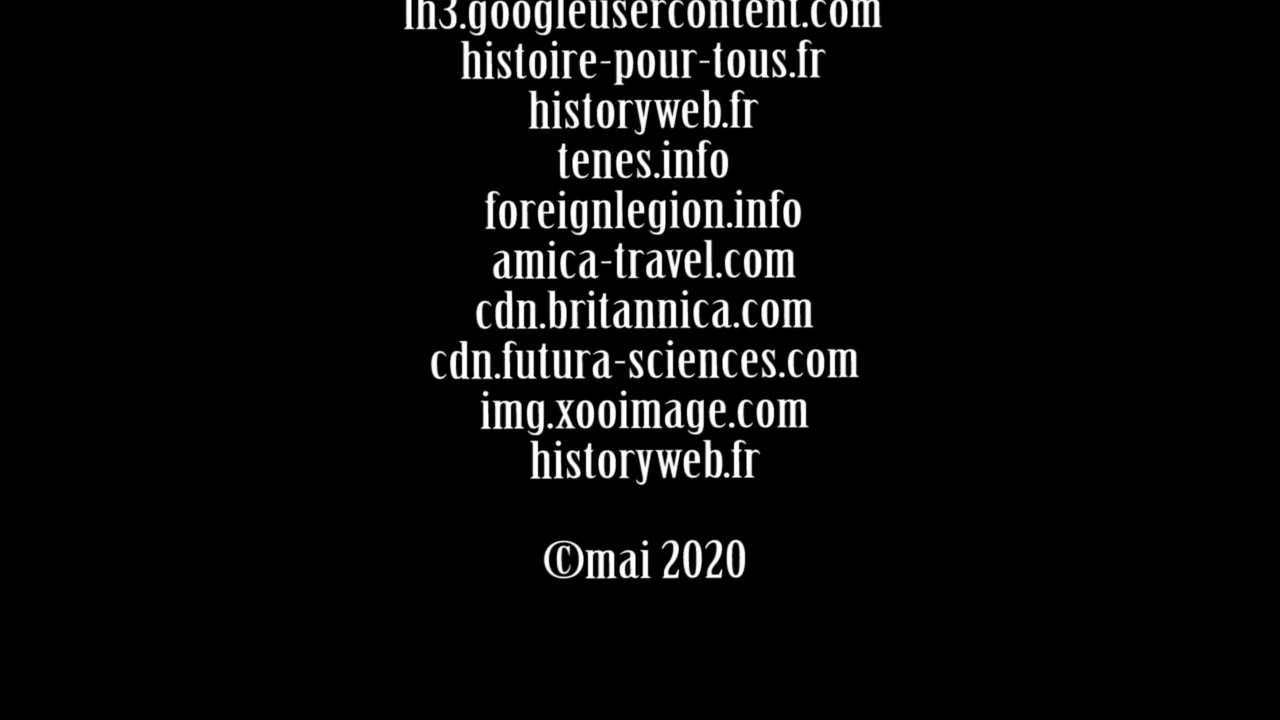 lh3.googleusercontent.com
histoire-pour-tous.fr
historyweb.fr
tenes.info
foreignlegion.info
amica-travel.com
cdn.britannica.com
cdn.futura-sciences.com
img.xooimage.com
historyweb.fr
©mai 2020